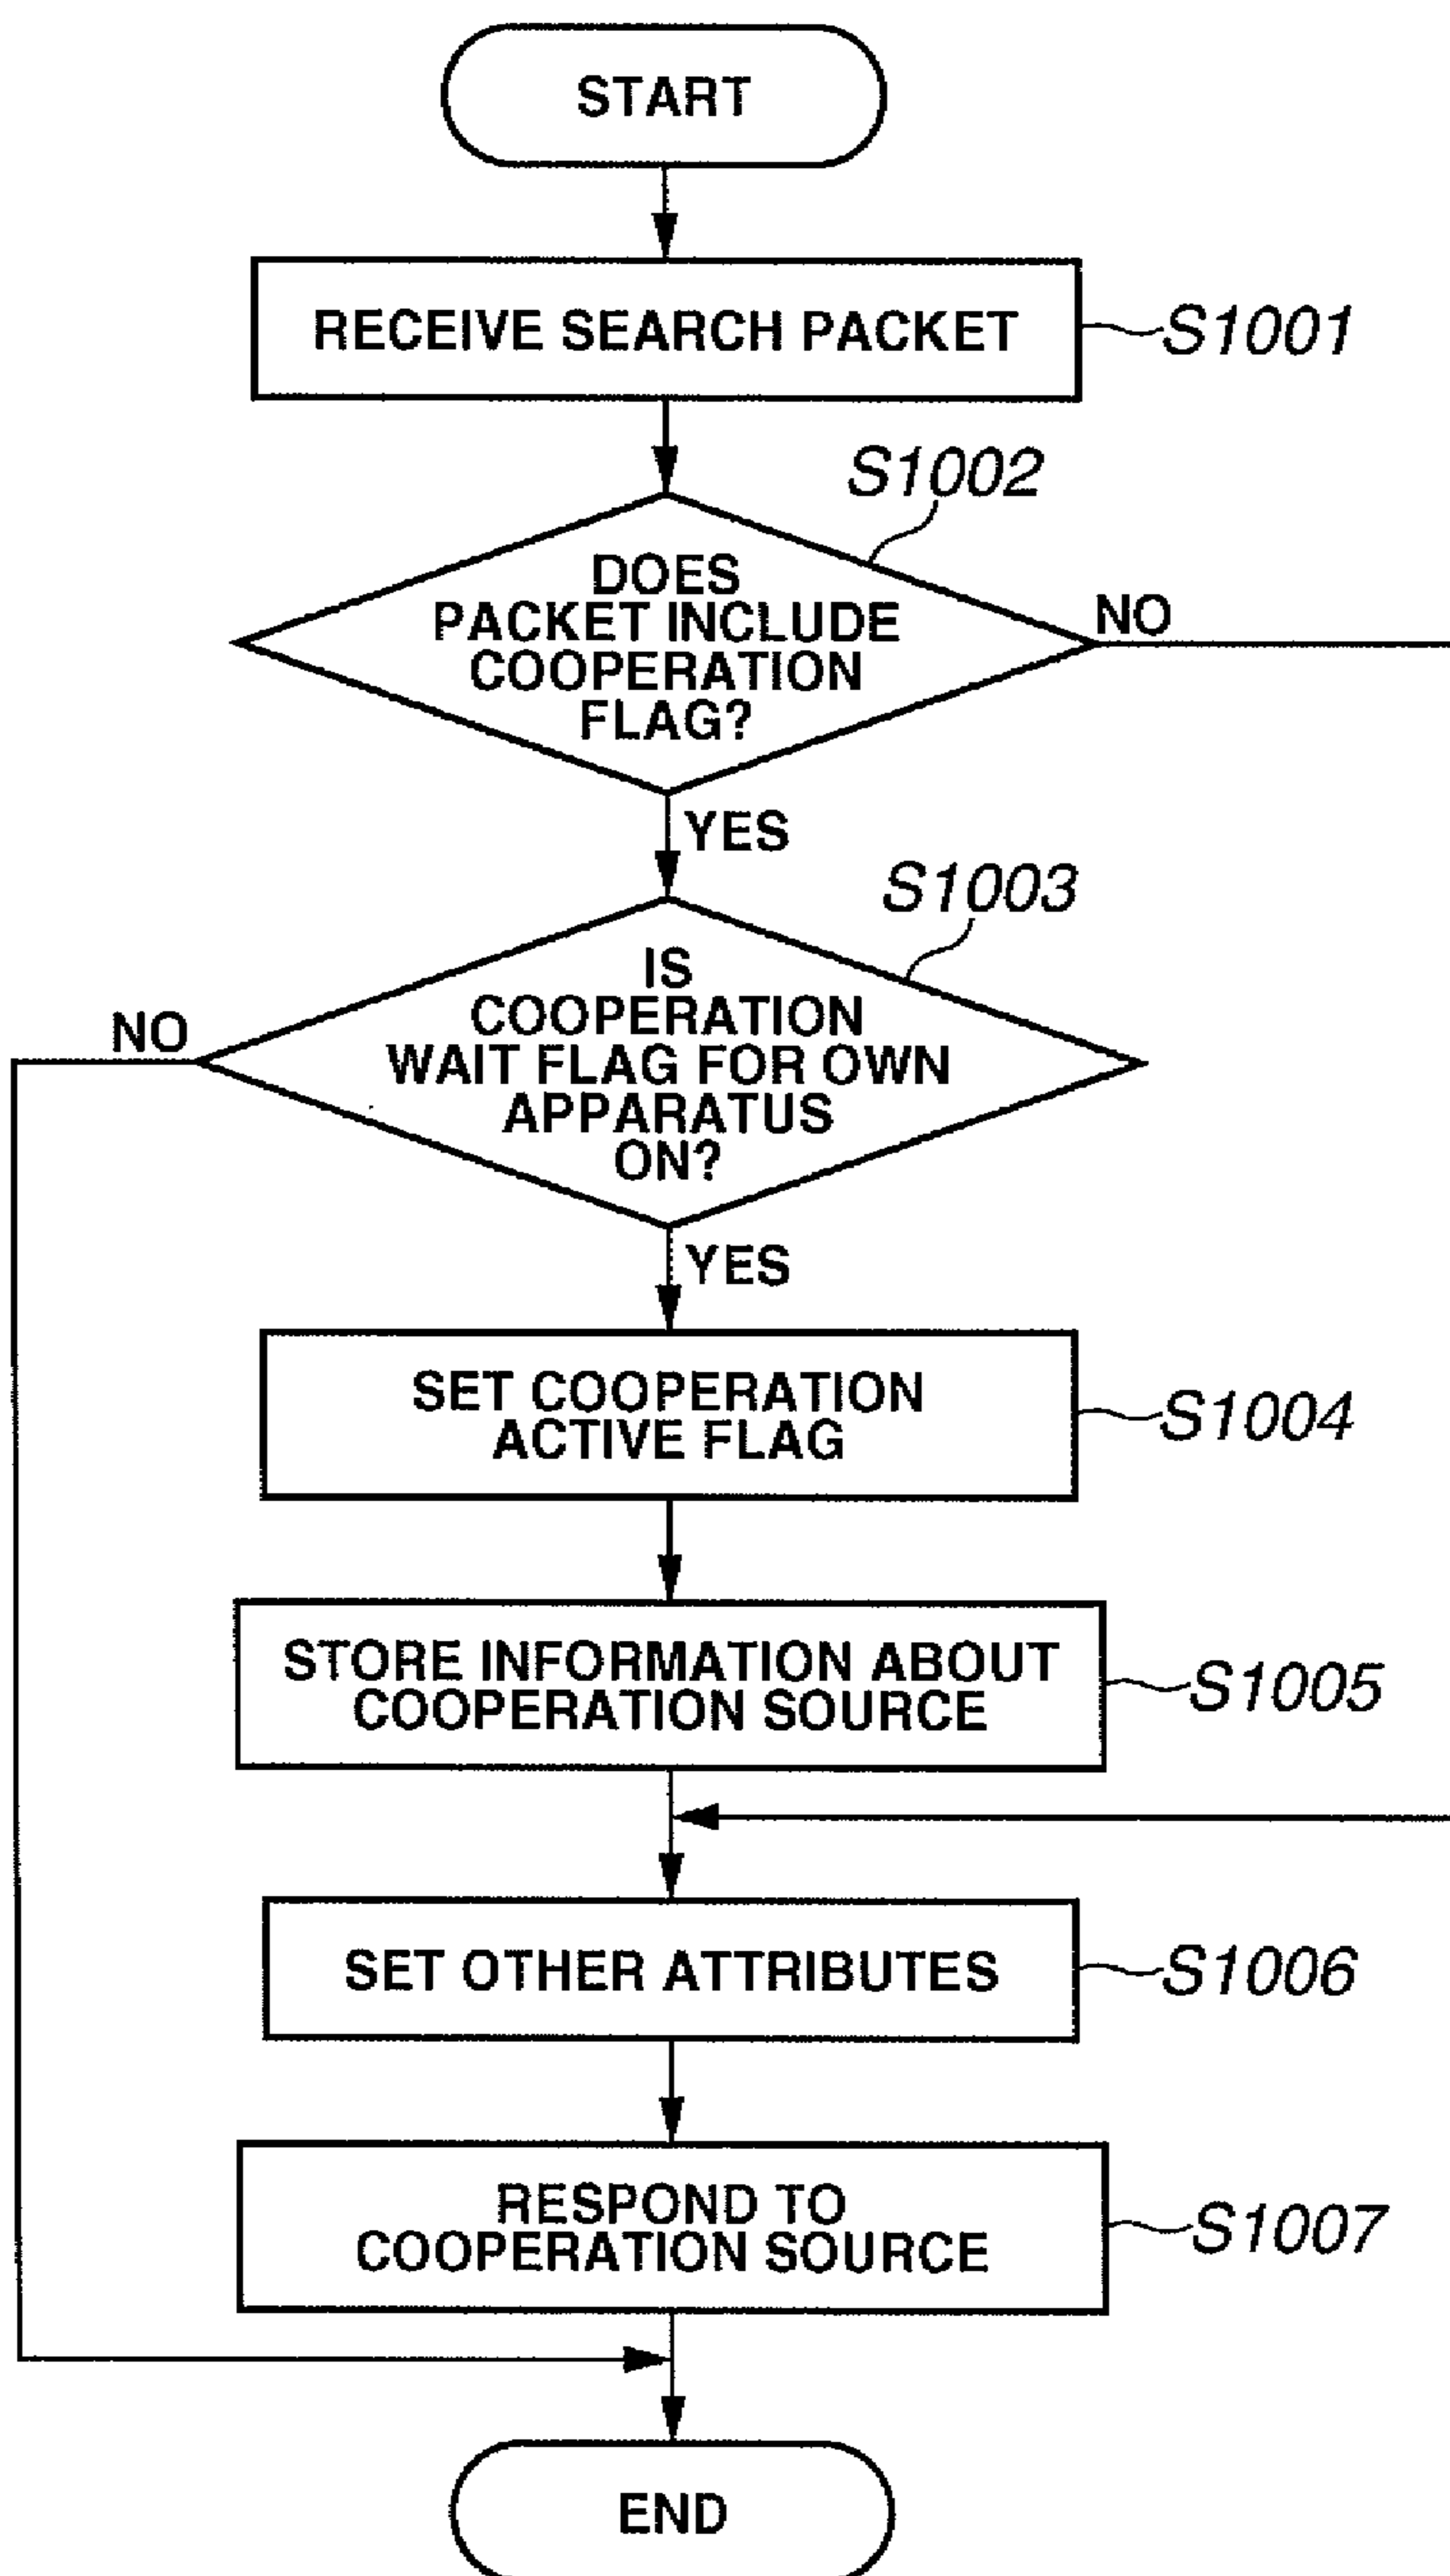 START
RECEIVE SEARCH PACKET
S1001
S1002
DOES
PACKET INCLUDE
COOPERATION
FLAG?
NO
YES
S1003
IS
COOPERATION
WAIT FLAG FOR OWN
APPARATUS
ON?
NO
YES
SET COOPERATION
ACTIVE FLAG
S1004
STORE INFORMATION ABOUT
COOPERATION SOURCE
S1005
SET OTHER ATTRIBUTES
S1006
RESPOND TO
COOPERATION SOURCE
S1007
END